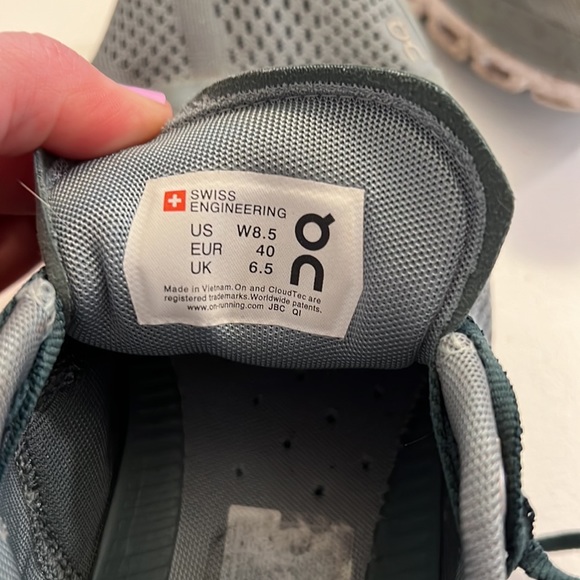 SWISS
ENGINEERING
US W8.5
EUR 40
UK 6.5
On
Made in Vietnam.On and CloudTec are
registered trademarks.Worldwide patents.
www.on-running.com JBC QI